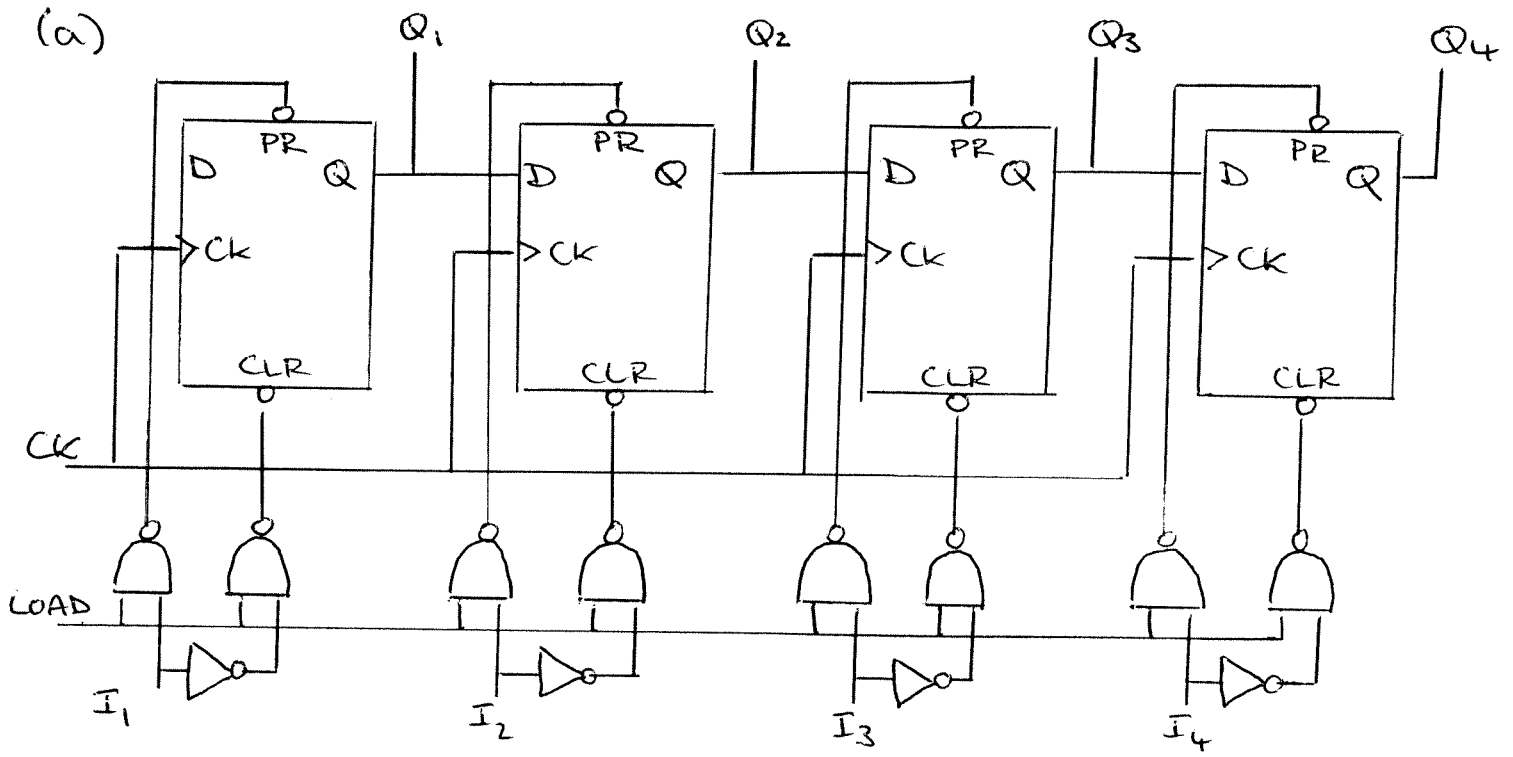 (a)
Q₁ Q₂ Q₃ Q₄
PR PR PR PR
D Q D Q D Q D Q
CK CK CK CK
CLR CLR CLR CLR
CK
LOAD
I₁ I₂ I₃ I₄